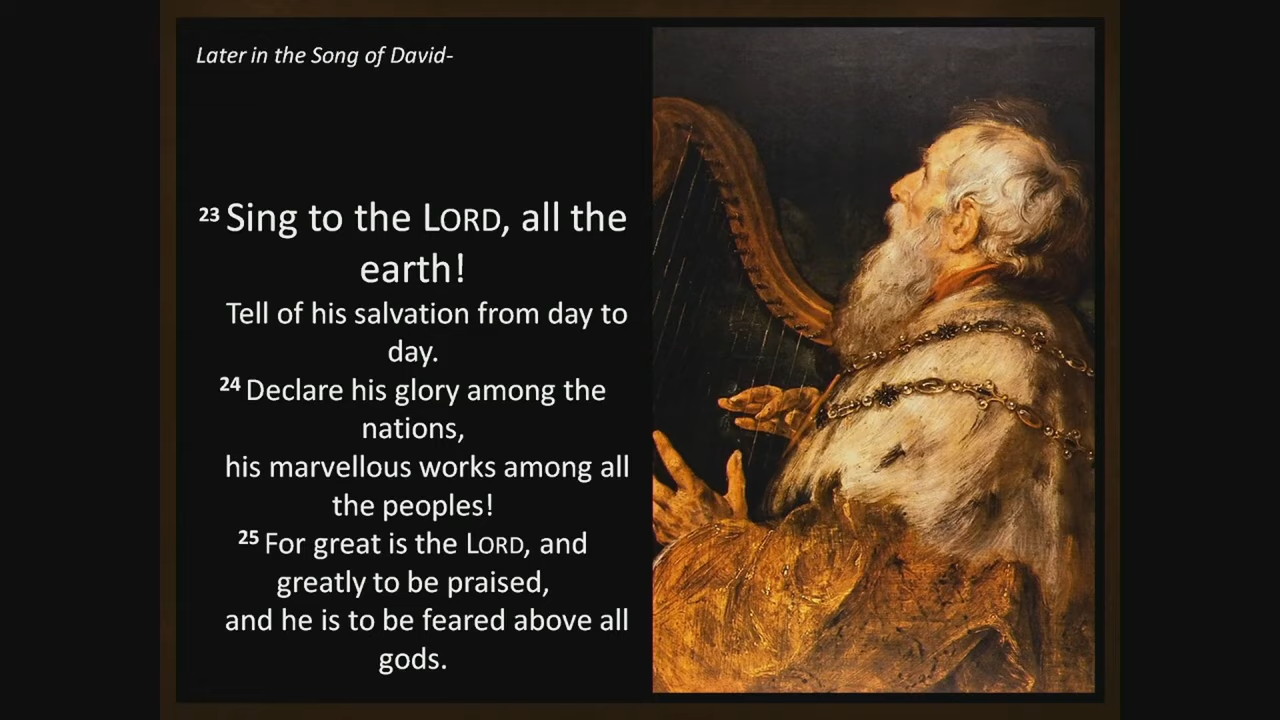 Later in the Song of David-
23 Sing to the LORD, all the
earth!
Tell of his salvation from day to
day.
24 Declare his glory among the
nations,
his marvellous works among all
the peoples!
25 For great is the LORD, and
greatly to be praised,
and he is to be feared above all
gods.